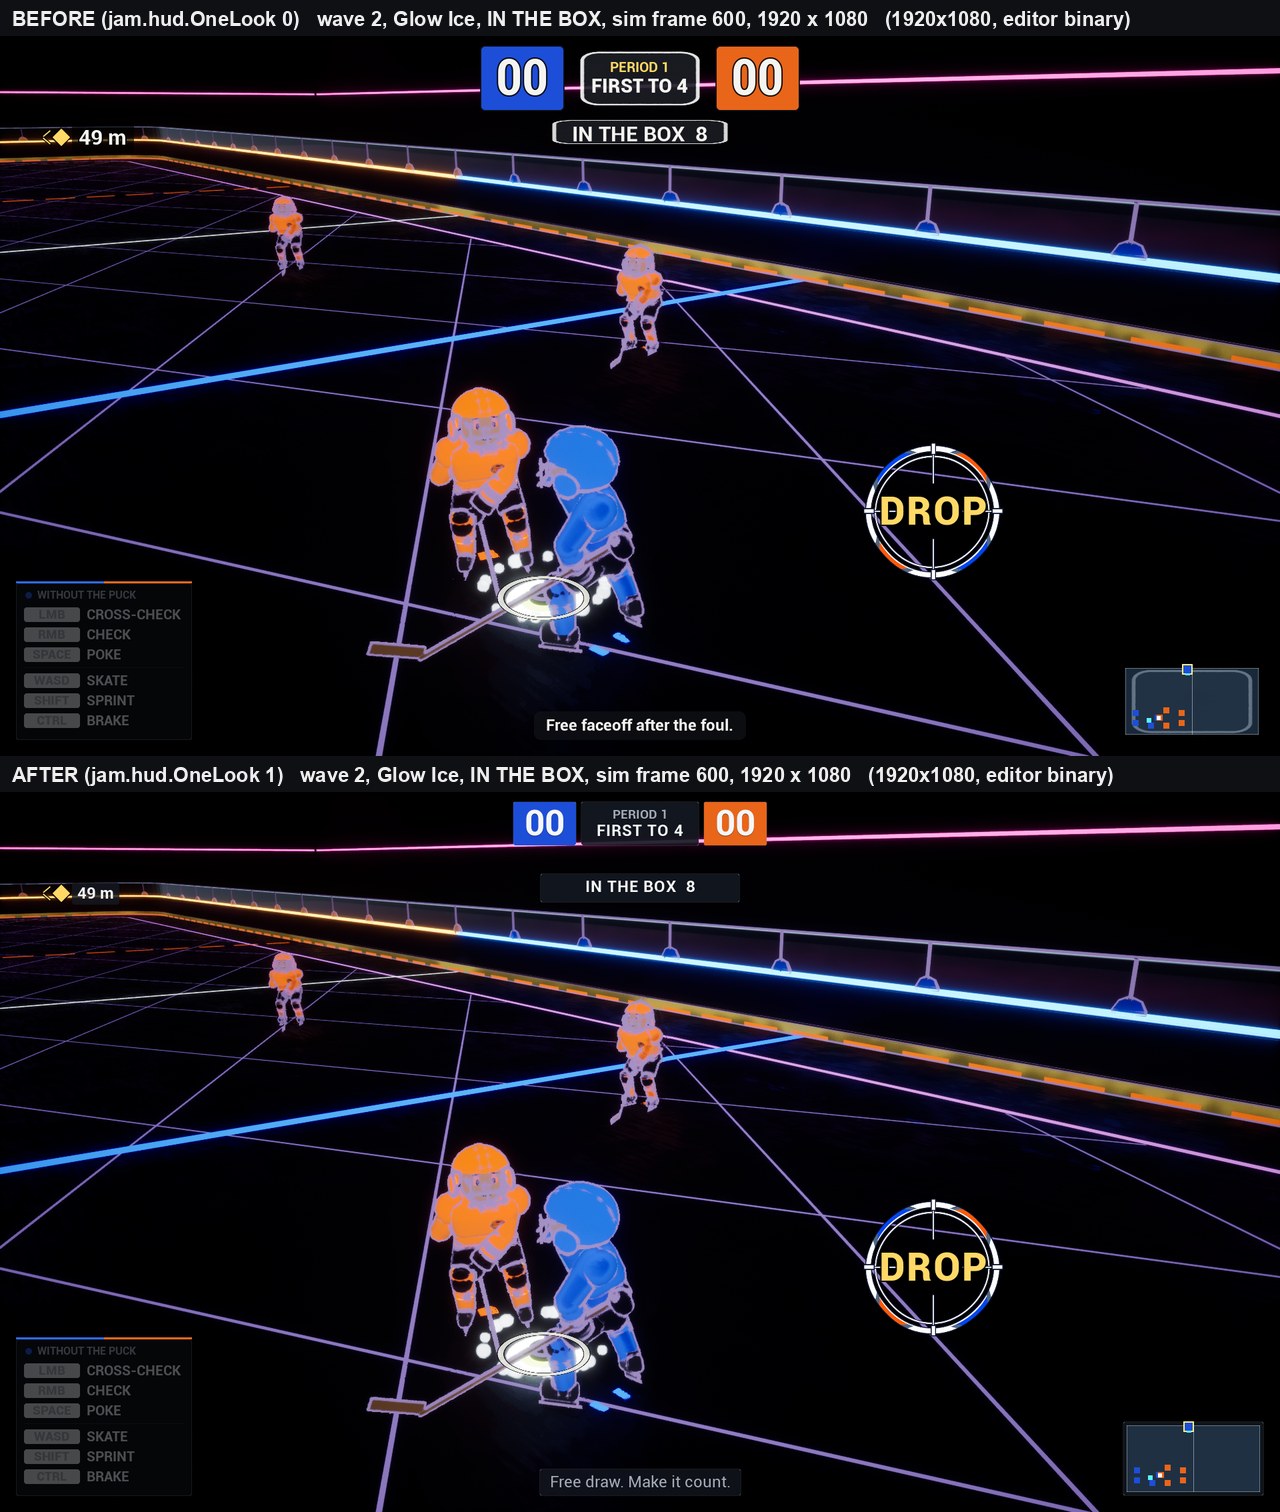 BEFORE (jam.hud.OneLook 0) wave 2, Glow Ice, IN THE BOX, sim frame 600, 1920 x 1080 (1920x1080, editor binary)
00
PERIOD 1
FIRST TO 4
00
IN THE BOX 8
49 m
DROP
WITHOUT THE PUCK
LMB CROSS-CHECK
RMB CHECK
SPACE POKE
WASD SKATE
SHIFT SPRINT
CTRL BRAKE
Free faceoff after the foul.
AFTER (jam.hud.OneLook 1) wave 2, Glow Ice, IN THE BOX, sim frame 600, 1920 x 1080 (1920x1080, editor binary)
00
PERIOD 1
FIRST TO 4
00
IN THE BOX 8
49 m
DROP
WITHOUT THE PUCK
LMB CROSS-CHECK
RMB CHECK
SPACE POKE
WASD SKATE
SHIFT SPRINT
CTRL BRAKE
Free draw. Make it count.